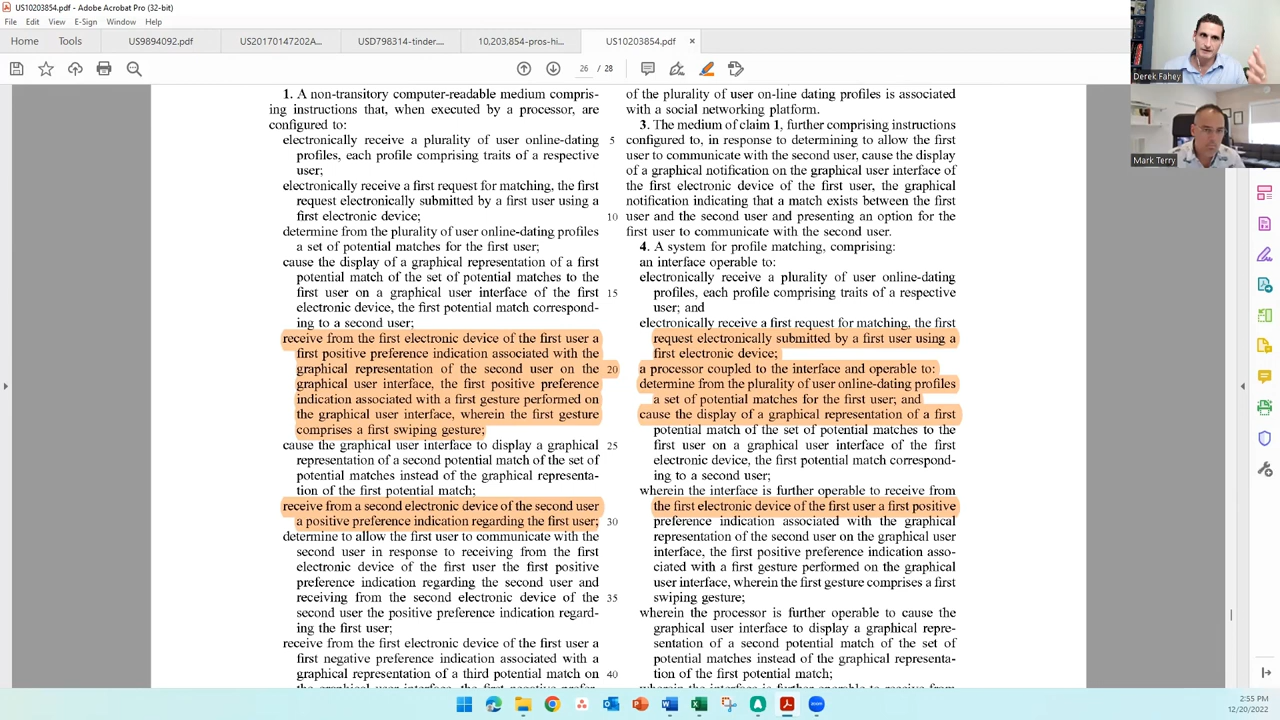 US10203854.pdf - Adobe Acrobat Pro (32-bit)
File Edit View E-Sign Window Help
Home Tools US9894092.pdf US20170147202A... USD798314-tinder.... 10,203,854-pros-hi... US10203854.pdf ×
26 / 28
1. A non-transitory computer-readable medium compris-
ing instructions that, when executed by a processor, are
configured to:
electronically receive a plurality of user online-dating
profiles, each profile comprising traits of a respective
user;
electronically receive a first request for matching, the first
request electronically submitted by a first user using a
first electronic device;
determine from the plurality of user online-dating profiles
a set of potential matches for the first user;
cause the display of a graphical representation of a first
potential match of the set of potential matches to the
first user on a graphical user interface of the first
electronic device, the first potential match correspond-
ing to a second user;
receive from the first electronic device of the first user a
first positive preference indication associated with the
graphical representation of the second user on the
graphical user interface, the first positive preference
indication associated with a first gesture performed on
the graphical user interface, wherein the first gesture
comprises a first swiping gesture;
cause the graphical user interface to display a graphical
representation of a second potential match of the set of
potential matches instead of the graphical representa-
tion of the first potential match;
receive from a second electronic device of the second user
a positive preference indication regarding the first user;
determine to allow the first user to communicate with the
second user in response to receiving from the first
electronic device of the first user the first positive
preference indication regarding the second user and
receiving from the second electronic device of the
second user the positive preference indication regard-
ing the first user;
receive from the first electronic device of the first user a
first negative preference indication associated with a
graphical representation of a third potential match on
the graphical user interface, the first negative prefer-
5
10
15
20
25
30
35
40
of the plurality of user on-line dating profiles is associated
with a social networking platform.
3. The medium of claim 1, further comprising instructions
configured to, in response to determining to allow the first
user to communicate with the second user, cause the display
of a graphical notification on the graphical user interface of
the first electronic device of the first user, the graphical
notification indicating that a match exists between the first
user and the second user and presenting an option for the
first user to communicate with the second user.
4. A system for profile matching, comprising:
an interface operable to:
electronically receive a plurality of user online-dating
profiles, each profile comprising traits of a respective
user; and
electronically receive a first request for matching, the first
request electronically submitted by a first user using a
first electronic device;
a processor coupled to the interface and operable to:
determine from the plurality of user online-dating profiles
a set of potential matches for the first user; and
cause the display of a graphical representation of a first
potential match of the set of potential matches to the
first user on a graphical user interface of the first
electronic device, the first potential match correspond-
ing to a second user;
wherein the interface is further operable to receive from
the first electronic device of the first user a first positive
preference indication associated with the graphical
representation of the second user on the graphical user
interface, the first positive preference indication asso-
ciated with a first gesture performed on the graphical
user interface, wherein the first gesture comprises a first
swiping gesture;
wherein the processor is further operable to cause the
graphical user interface to display a graphical repre-
sentation of a second potential match of the set of
potential matches instead of the graphical representa-
tion of the first potential match;
wherein the interface is further operable to receive from
Derek Fahey
Mark Terry
2:55 PM
12/20/2022